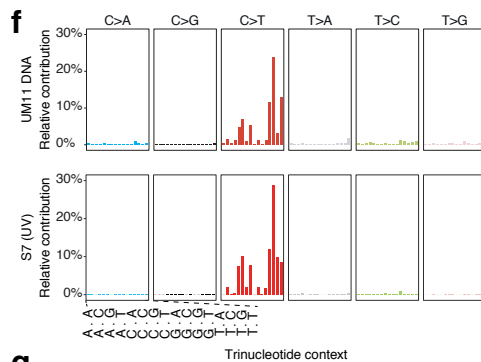 f
C>A C>G C>T T>A T>C T>G
UM11 DNA
Relative contribution
30%
20%
10%
0%
S7 (UV)
Relative contribution
30%
20%
10%
0%
A·A A·C A·G A·T C·A C·C C·G C·T G·A G·C G·G G·T T·A T·C T·G T·T
Trinucleotide context